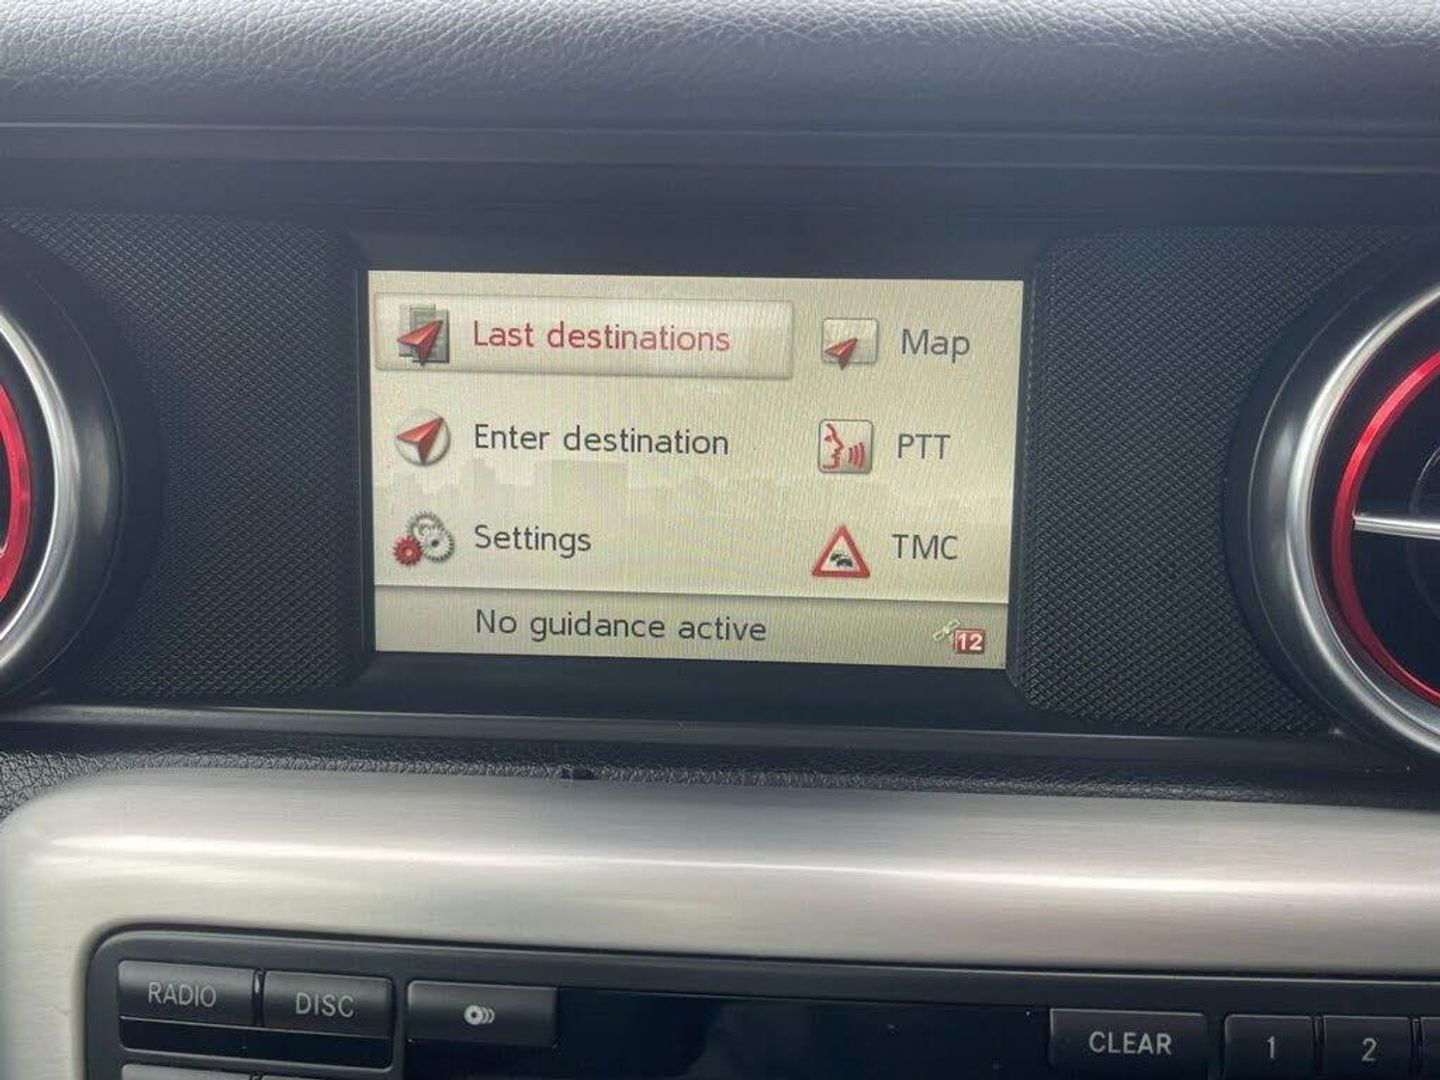 Last destinations
Map
Enter destination
PTT
Settings
TMC
No guidance active
12
RADIO
DISC
CLEAR
1
2